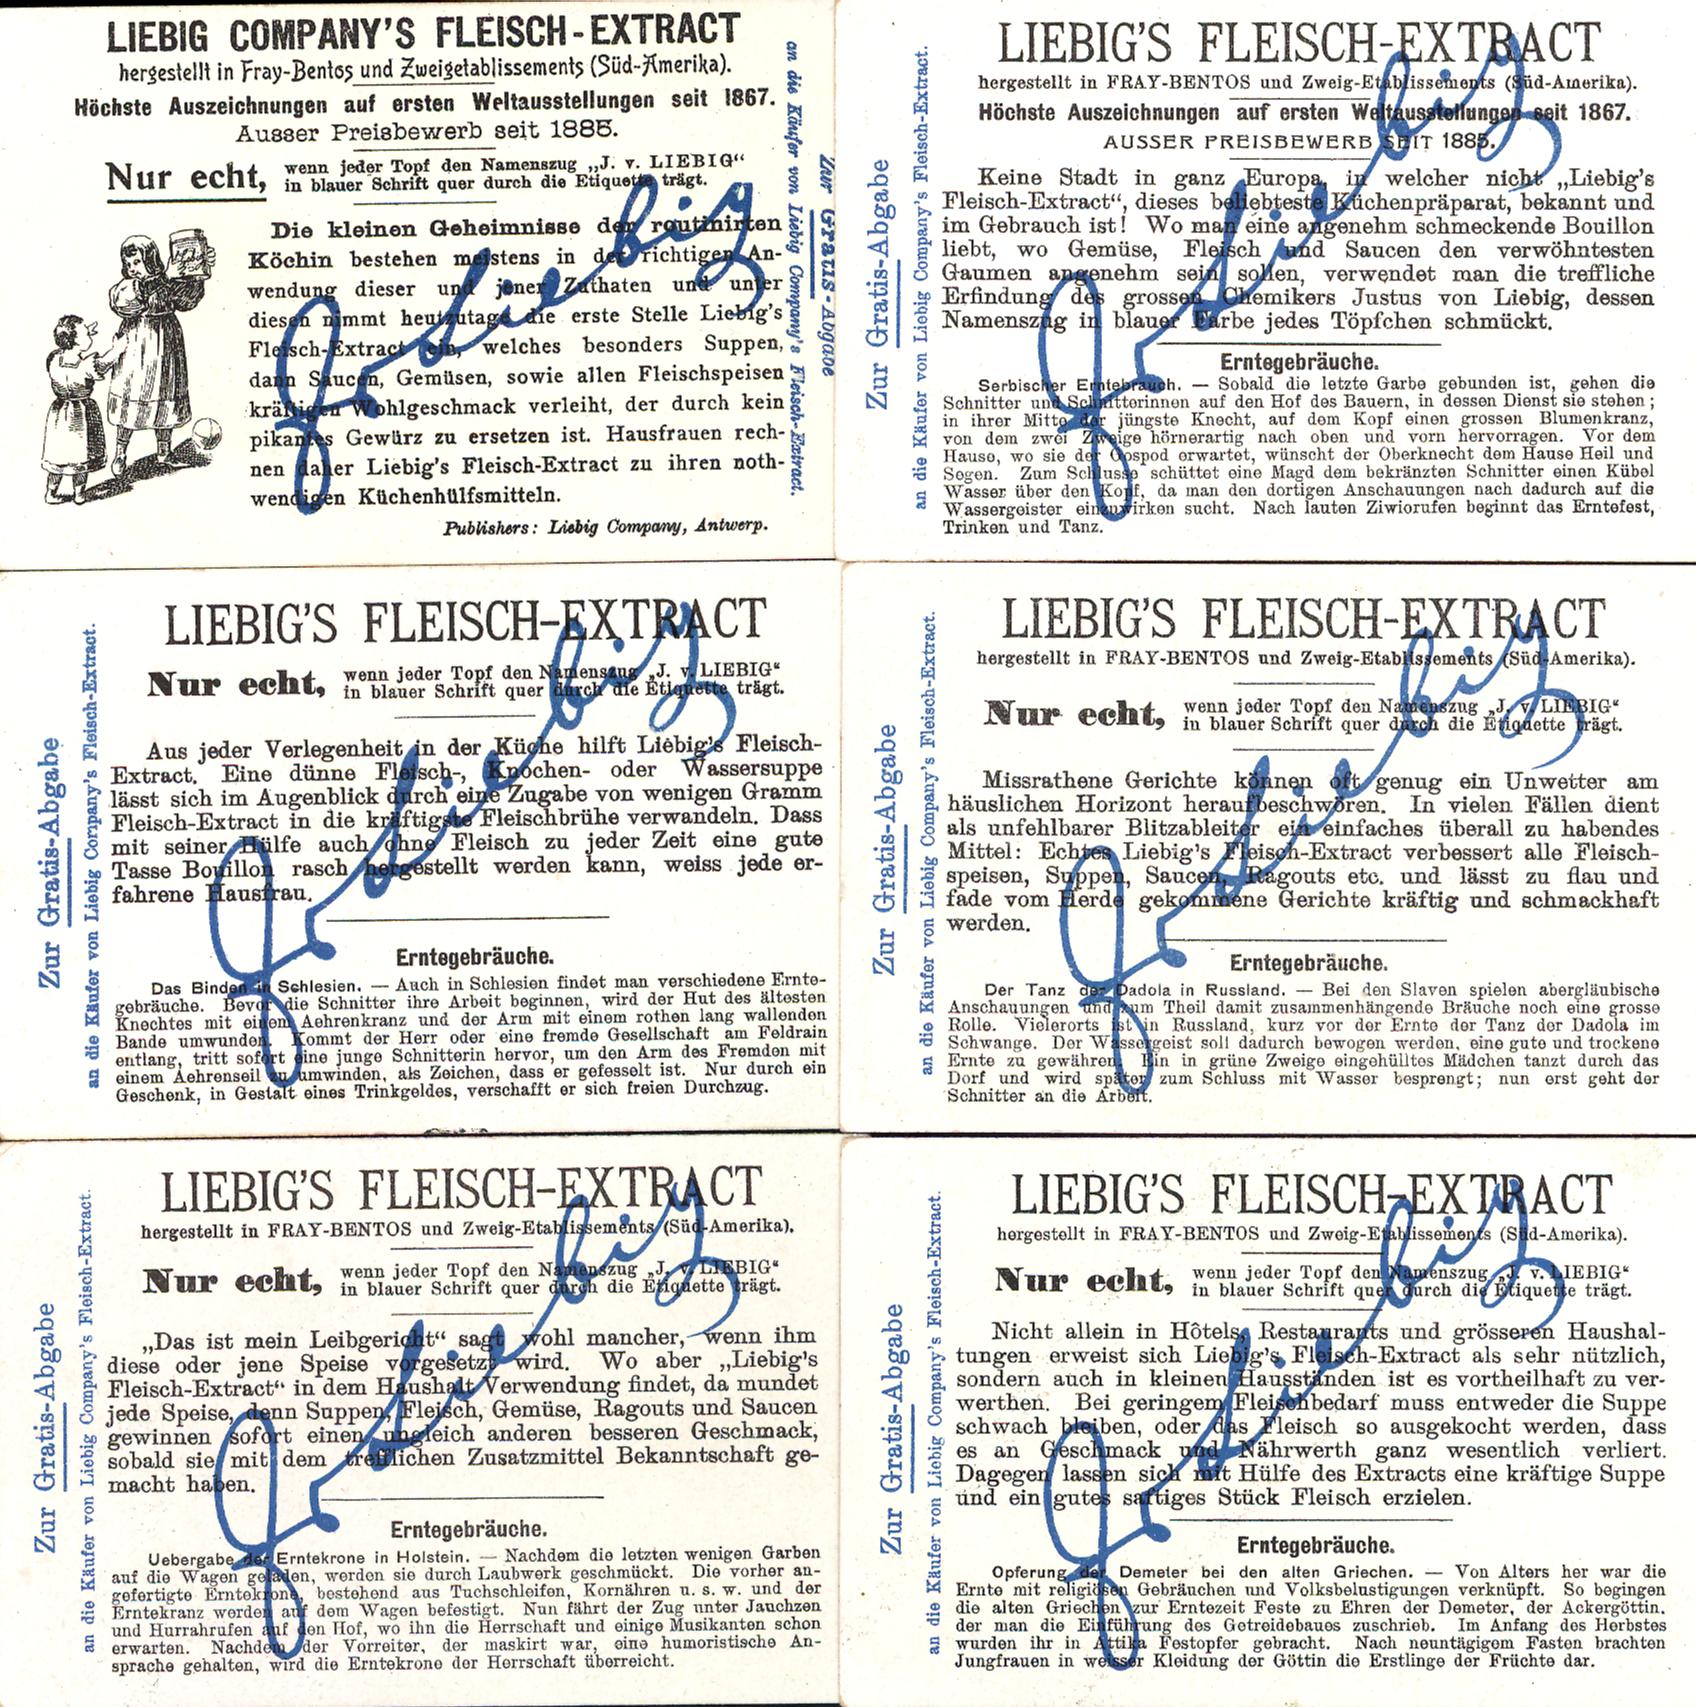 LIEBIG COMPANY'S FLEISCH-EXTRACT
hergestellt in Fray-Bentos und Zweigetablissements (Süd-Amerika).
Höchste Auszeichnungen auf ersten Weltausstellungen seit 1867.
Ausser Preisbewerb seit 1885.
Nur echt, wenn jeder Topf den Namenszug „J. v. LIEBIG“
in blauer Schrift quer durch die Etiquette trägt.
Die kleinen Geheimnisse der routinirten
Köchin bestehen meistens in der richtigen An-
wendung dieser und jener Zuthaten und unter
diesen nimmt heutzutage die erste Stelle Liebig's
Fleisch-Extract ein, welches besonders Suppen,
dann Saucen, Gemüsen, sowie allen Fleischspeisen
kräftigen Wohlgeschmack verleiht, der durch kein
pikantes Gewürz zu ersetzen ist. Hausfrauen rech-
nen daher Liebig's Fleisch-Extract zu ihren noth-
wendigen Küchenhülfsmitteln.
Publishers: Liebig Company, Antwerp.
Zur Gratis-Abgabe
an die Käufer von Liebig Company's Fleisch-Extract.
J v Liebig
LIEBIG'S FLEISCH-EXTRACT
hergestellt in FRAY-BENTOS und Zweig-Etablissements (Süd-Amerika).
Höchste Auszeichnungen auf ersten Weltausstellungen seit 1867.
AUSSER PREISBEWERB SEIT 1885.
Keine Stadt in ganz Europa, in welcher nicht „Liebig's
Fleisch-Extract“, dieses beliebteste Küchenpräparat, bekannt und
im Gebrauch ist! Wo man eine angenehm schmeckende Bouillon
liebt, wo Gemüse, Fleisch und Saucen den verwöhntesten
Gaumen angenehm sein sollen, verwendet man die treffliche
Erfindung des grossen Chemikers Justus von Liebig, dessen
Namenszug in blauer Farbe jedes Töpfchen schmückt.
Erntegebräuche.
Serbischer Erntebrauch. — Sobald die letzte Garbe gebunden ist, gehen die
Schnitter und Schnitterinnen auf den Hof des Bauern, in dessen Dienst sie stehen;
in ihrer Mitte der jüngste Knecht, auf dem Kopf einen grossen Blumenkranz,
von dem zwei Zweige hörnerartig nach oben und vorn hervorragen. Vor dem
Hause, wo sie der Gospod erwartet, wünscht der Oberknecht dem Hause Heil und
Segen. Zum Schlusse schüttet eine Magd dem bekränzten Schnitter einen Kübel
Wasser über den Kopf, da man den dortigen Anschauungen nach dadurch auf die
Wassergeister einzuwirken sucht. Nach lauten Ziwiorufen beginnt das Erntefest,
Trinken und Tanz.
Zur Gratis-Abgabe
an die Käufer von Liebig Company's Fleisch-Extract.
J v Liebig
LIEBIG'S FLEISCH-EXTRACT
Nur echt, wenn jeder Topf den Namenszug „J. v. LIEBIG“
in blauer Schrift quer durch die Etiquette trägt.
Aus jeder Verlegenheit in der Küche hilft Liebig's Fleisch-
Extract. Eine dünne Fleisch-, Knochen- oder Wassersuppe
lässt sich im Augenblick durch eine Zugabe von wenigen Gramm
Fleisch-Extract in die kräftigste Fleischbrühe verwandeln. Dass
mit seiner Hülfe auch ohne Fleisch zu jeder Zeit eine gute
Tasse Bouillon rasch hergestellt werden kann, weiss jede er-
fahrene Hausfrau.
Erntegebräuche.
Das Binden in Schlesien. — Auch in Schlesien findet man verschiedene Ernte-
gebräuche. Bevor die Schnitter ihre Arbeit beginnen, wird der Hut des ältesten
Knechtes mit einem Aehrenkranz und der Arm mit einem rothen lang wallenden
Bande umwunden. Kommt der Herr oder eine fremde Gesellschaft am Feldrain
entlang, tritt sofort eine junge Schnitterin hervor, um den Arm des Fremden mit
einem Aehrenseil zu umwinden, als Zeichen, dass er gefesselt ist. Nur durch ein
Geschenk, in Gestalt eines Trinkgeldes, verschafft er sich freien Durchzug.
Zur Gratis-Abgabe
an die Käufer von Liebig Company's Fleisch-Extract.
J v Liebig
LIEBIG'S FLEISCH-EXTRACT
hergestellt in FRAY-BENTOS und Zweig-Etablissements (Süd-Amerika).
Nur echt, wenn jeder Topf den Namenszug „J. v. LIEBIG“
in blauer Schrift quer durch die Etiquette trägt.
Missrathene Gerichte können oft genug ein Unwetter am
häuslichen Horizont heraufbeschwören. In vielen Fällen dient
als unfehlbarer Blitzableiter ein einfaches überall zu habendes
Mittel: Echtes Liebig's Fleisch-Extract verbessert alle Fleisch-
speisen, Suppen, Saucen, Ragouts etc. und lässt zu flau und
fade vom Herde gekommene Gerichte kräftig und schmackhaft
werden.
Erntegebräuche.
Der Tanz der Dadola in Russland. — Bei den Slaven spielen abergläubische
Anschauungen und zum Theil damit zusammenhängende Bräuche noch eine grosse
Rolle. Vielerorts ist in Russland, kurz vor der Ernte der Tanz der Dadola im
Schwange. Der Wassergeist soll dadurch bewogen werden, eine gute und trockene
Ernte zu gewähren. Ein in grüne Zweige eingehülltes Mädchen tanzt durch das
Dorf und wird später zum Schluss mit Wasser besprengt; nun erst geht der
Schnitter an die Arbeit.
Zur Gratis-Abgabe
an die Käufer von Liebig Company's Fleisch-Extract.
J v Liebig
LIEBIG'S FLEISCH-EXTRACT
hergestellt in FRAY-BENTOS und Zweig-Etablissements (Süd-Amerika).
Nur echt, wenn jeder Topf den Namenszug „J. v. LIEBIG“
in blauer Schrift quer durch die Etiquette trägt.
„Das ist mein Leibgericht“ sagt wohl mancher, wenn ihm
diese oder jene Speise vorgesetzt wird. Wo aber „Liebig's
Fleisch-Extract“ in dem Haushalt Verwendung findet, da mundet
jede Speise, denn Suppen, Fleisch, Gemüse, Ragouts und Saucen
gewinnen sofort einen ungleich anderen besseren Geschmack,
sobald sie mit dem trefflichen Zusatzmittel Bekanntschaft ge-
macht haben.
Erntegebräuche.
Uebergabe der Erntekrone in Holstein. — Nachdem die letzten wenigen Garben
auf die Wagen geladen, werden sie durch Laubwerk geschmückt. Die vorher an-
gefertigte Erntekrone, bestehend aus Tuchschleifen, Kornähren u. s. w. und der
Erntekranz werden auf dem Wagen befestigt. Nun fährt der Zug unter Jauchzen
und Hurrahrufen auf den Hof, wo ihn die Herrschaft und einige Musikanten schon
erwarten. Nachdem der Vorreiter, der maskirt war, eine humoristische An-
sprache gehalten, wird die Erntekrone der Herrschaft überreicht.
Zur Gratis-Abgabe
an die Käufer von Liebig Company's Fleisch-Extract.
J v Liebig
LIEBIG'S FLEISCH-EXTRACT
hergestellt in FRAY-BENTOS und Zweig-Etablissements (Süd-Amerika).
Nur echt, wenn jeder Topf den Namenszug „J. v. LIEBIG“
in blauer Schrift quer durch die Etiquette trägt.
Nicht allein in Hôtels, Restaurants und grösseren Haushal-
tungen erweist sich Liebig's Fleisch-Extract als sehr nützlich,
sondern auch in kleinen Hausständen ist es vortheilhaft zu ver-
werthen. Bei geringem Fleischbedarf muss entweder die Suppe
schwach bleiben, oder das Fleisch so ausgekocht werden, dass
es an Geschmack und Nährwerth ganz wesentlich verliert.
Dagegen lassen sich mit Hülfe des Extracts eine kräftige Suppe
und ein gutes saftiges Stück Fleisch erzielen.
Erntegebräuche.
Opferung der Demeter bei den alten Griechen. — Von Alters her war die
Ernte mit religiösen Gebräuchen und Volksbelustigungen verknüpft. So begingen
die alten Griechen zur Erntezeit Feste zu Ehren der Demeter, der Ackergöttin,
der man die Einführung des Getreidebaues zuschrieb. Im Anfang des Herbstes
wurden ihr in Attika Festopfer gebracht. Nach neuntägigem Fasten brachten
Jungfrauen in weisser Kleidung der Göttin die Erstlinge der Früchte dar.
Zur Gratis-Abgabe
an die Käufer von Liebig Company's Fleisch-Extract.
J v Liebig